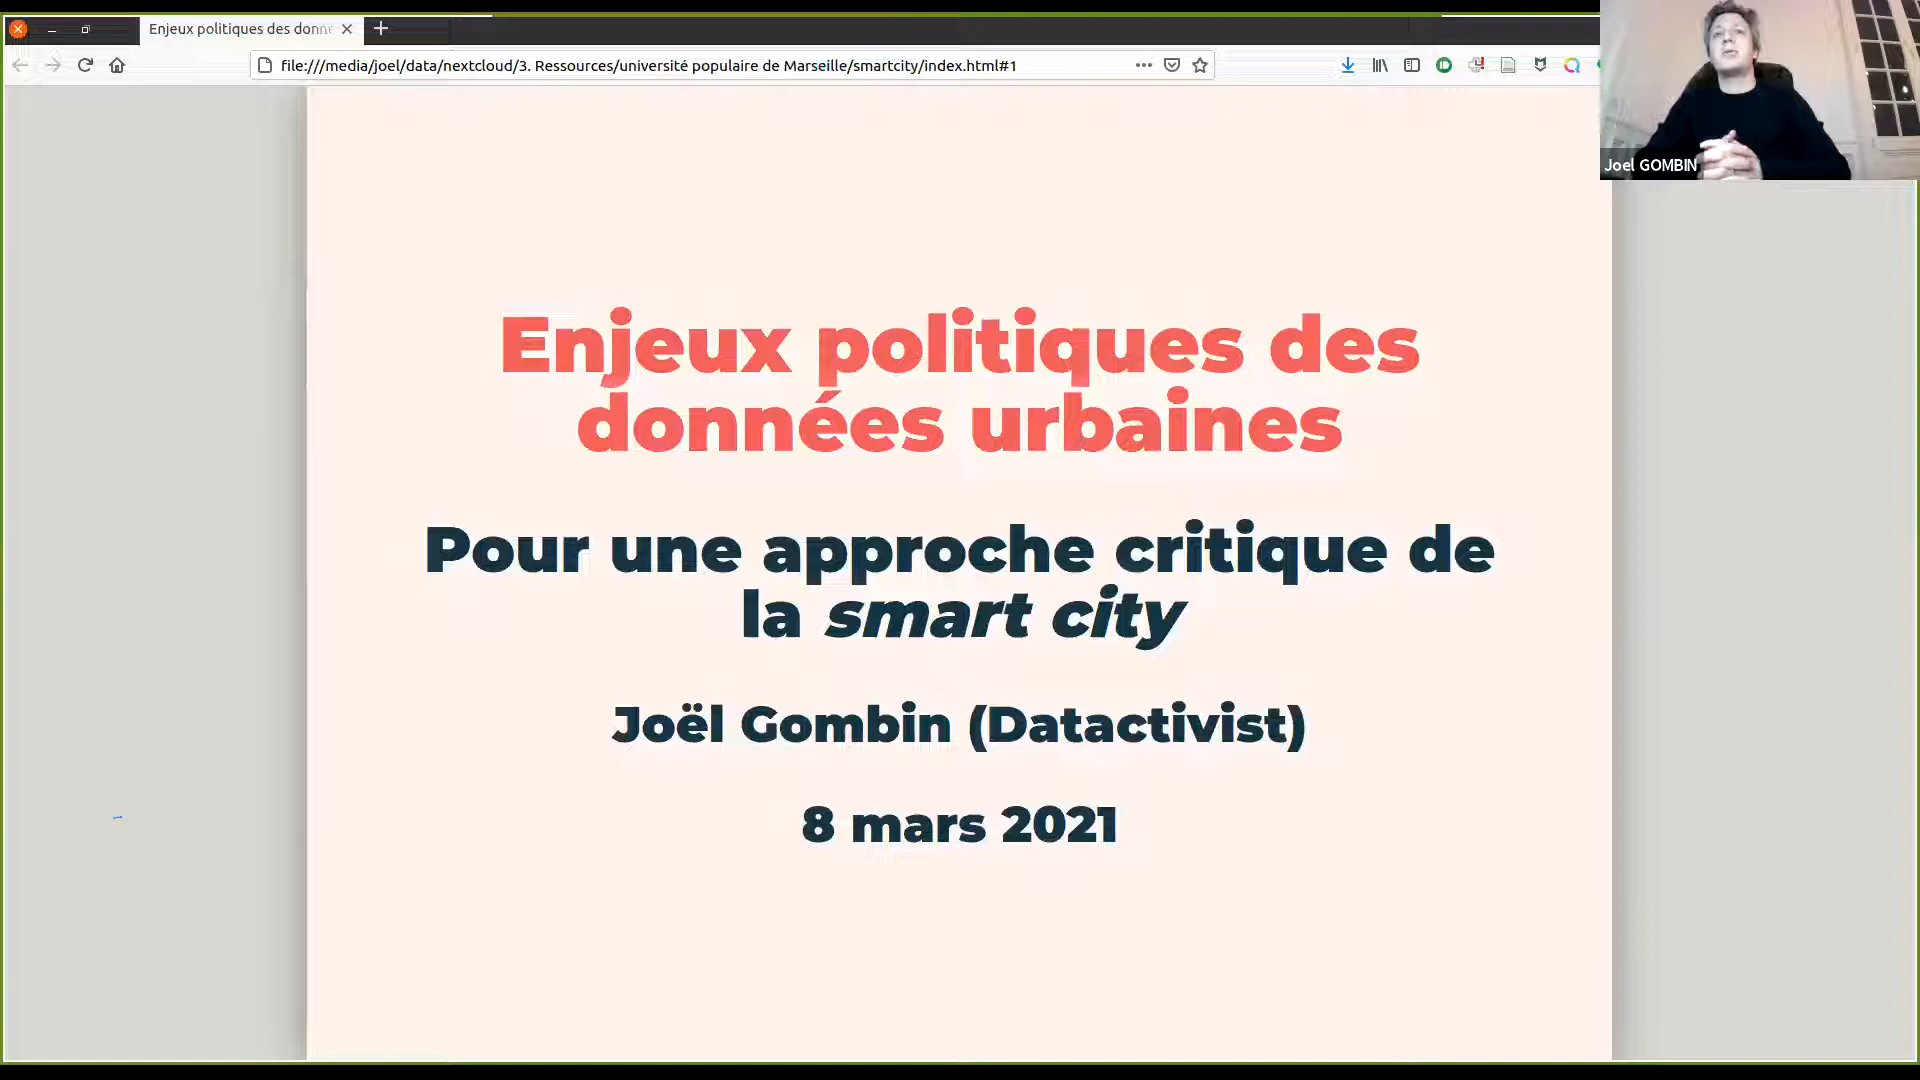 Enjeux politiques des donn
file:///media/joel/data/nextcloud/3. Ressources/université populaire de Marseille/smartcity/index.html#1
Joel GOMBIN
Enjeux politiques des
données urbaines
Pour une approche critique de
la smart city
Joël Gombin (Datactivist)
8 mars 2021